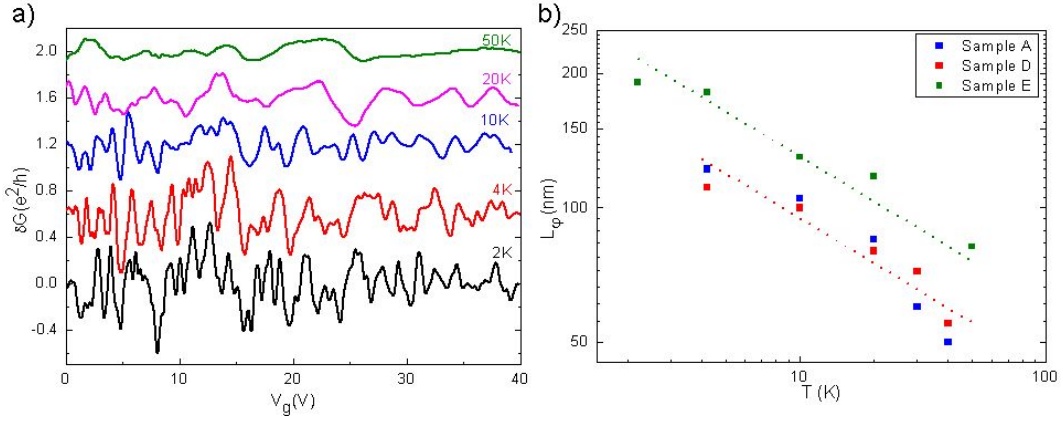 a)
50K
20K
10K
4K
2K
2.0
1.6
1.2
0.8
0.4
0.0
-0.4
δG(e²/h)
0
10
20
30
40
V_g(V)
b)
250
200
150
100
50
L_φ(nm)
Sample A
Sample D
Sample E
10
100
T (K)